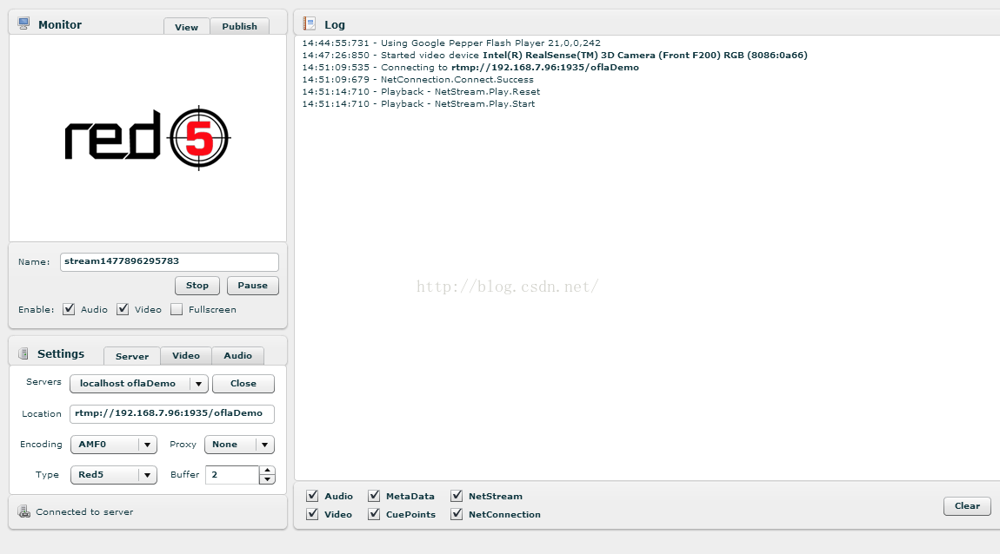 Monitor
View
Publish
red 5
Name: stream1477896295783
Stop
Pause
Enable: Audio Video Fullscreen
Settings
Server
Video
Audio
Servers localhost oflaDemo Close
Location rtmp://192.168.7.96:1935/oflaDemo
Encoding AMF0 Proxy None
Type Red5 Buffer 2
Connected to server
Log
14:44:55:731 - Using Google Pepper Flash Player 21,0,0,242
14:47:26:850 - Started video device Intel(R) RealSense(TM) 3D Camera (Front F200) RGB (8086:0a66)
14:51:09:535 - Connecting to rtmp://192.168.7.96:1935/oflaDemo
14:51:09:679 - NetConnection.Connect.Success
14:51:14:710 - Playback - NetStream.Play.Reset
14:51:14:710 - Playback - NetStream.Play.Start
http://blog.csdn.net/
Audio MetaData NetStream
Video CuePoints NetConnection
Clear